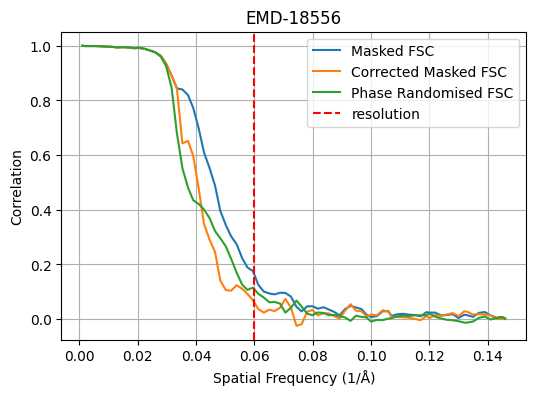 EMD-18556
Masked FSC
Corrected Masked FSC
Phase Randomised FSC
resolution
Correlation
1.0
0.8
0.6
0.4
0.2
0.0
0.00 0.02 0.04 0.06 0.08 0.10 0.12 0.14
Spatial Frequency (1/Å)